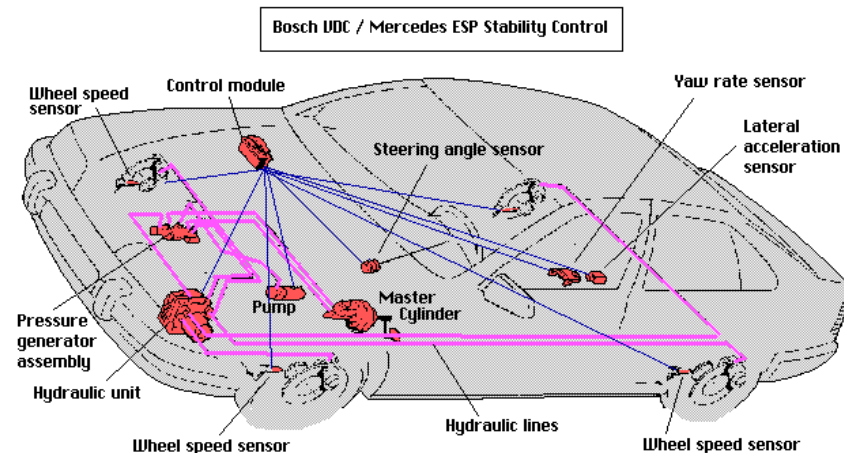 Bosch VDC / Mercedes ESP Stability Control
Wheel speed
sensor
Control module
Yaw rate sensor
Steering angle sensor
Lateral
acceleration
sensor
Pump
Master
Cylinder
Pressure
generator
assembly
Hydraulic unit
Hydraulic lines
Wheel speed sensor
Wheel speed sensor